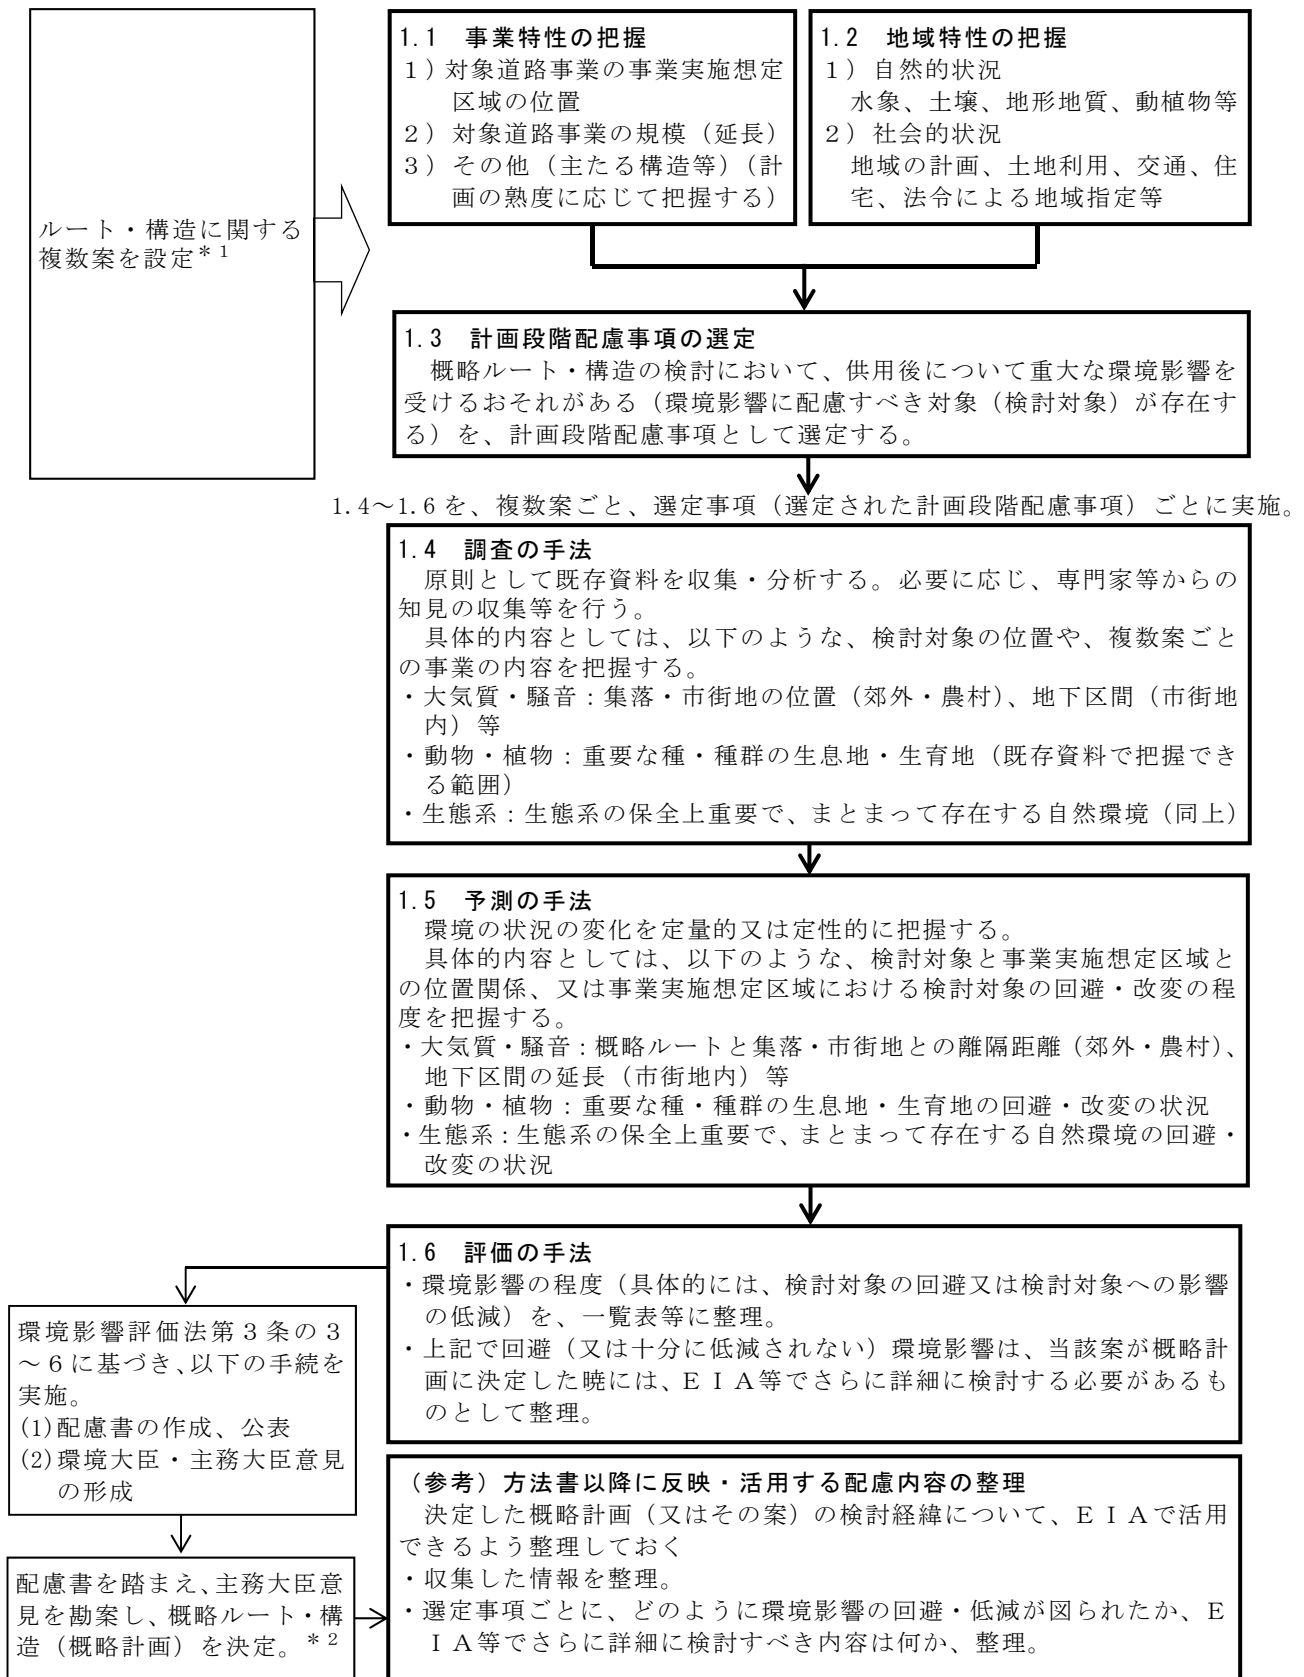 ルート・構造に関する
複数案を設定＊１
1.1　事業特性の把握
１）対象道路事業の事業実施想定
区域の位置
２）対象道路事業の規模（延長）
３）その他（主たる構造等）（計
画の熟度に応じて把握する）
1.2　地域特性の把握
１）自然的状況
水象、土壌、地形地質、動植物等
２）社会的状況
地域の計画、土地利用、交通、住
宅、法令による地域指定等
1.3　計画段階配慮事項の選定
概略ルート・構造の検討において、供用後について重大な環境影響を
受けるおそれがある（環境影響に配慮すべき対象（検討対象）が存在す
る）を、計画段階配慮事項として選定する。
1.4～1.6 を、複数案ごと、選定事項（選定された計画段階配慮事項）ごとに実施。
1.4　調査の手法
原則として既存資料を収集・分析する。必要に応じ、専門家等からの
知見の収集等を行う。
具体的内容としては、以下のような、検討対象の位置や、複数案ごと
の事業の内容を把握する。
・大気質・騒音：集落・市街地の位置（郊外・農村）、地下区間（市街地
内）等
・動物・植物：重要な種・種群の生息地・生育地（既存資料で把握でき
る範囲）
・生態系：生態系の保全上重要で、まとまって存在する自然環境（同上）
1.5　予測の手法
環境の状況の変化を定量的又は定性的に把握する。
具体的内容としては、以下のような、検討対象と事業実施想定区域と
の位置関係、又は事業実施想定区域における検討対象の回避・改変の程
度を把握する。
・大気質・騒音：概略ルートと集落・市街地との離隔距離（郊外・農村）、
地下区間の延長（市街地内）等
・動物・植物：重要な種・種群の生息地・生育地の回避・改変の状況
・生態系：生態系の保全上重要で、まとまって存在する自然環境の回避・
改変の状況
1.6　評価の手法
・環境影響の程度（具体的には、検討対象の回避又は検討対象への影響
の低減）を、一覧表等に整理。
・上記で回避（又は十分に低減されない）環境影響は、当該案が概略計
画に決定した暁には、ＥＩＡ等でさらに詳細に検討する必要があるも
のとして整理。
環境影響評価法第３条の３
～６に基づき、以下の手続を
実施。
(1)配慮書の作成、公表
(2)環境大臣・主務大臣意見
の形成
配慮書を踏まえ、主務大臣意
見を勘案し、概略ルート・構
造（概略計画）を決定。＊２
（参考）方法書以降に反映・活用する配慮内容の整理
決定した概略計画（又はその案）の検討経緯について、ＥＩＡで活用
できるよう整理しておく
・収集した情報を整理。
・選定事項ごとに、どのように環境影響の回避・低減が図られたか、Ｅ
ＩＡ等でさらに詳細に検討すべき内容は何か、整理。